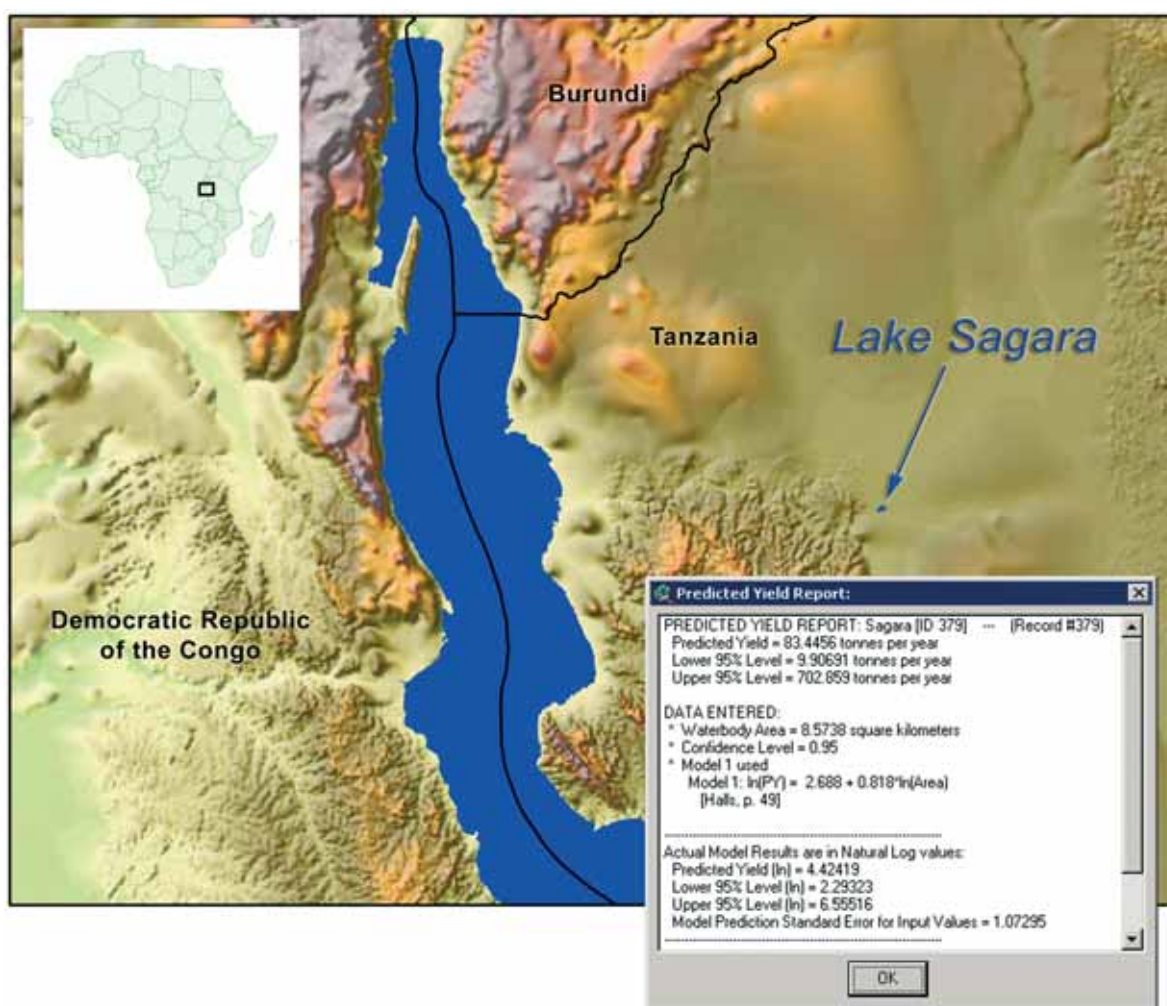 Burundi
Tanzania
Lake Sagara
Democratic Republic
of the Congo
Predicted Yield Report:
PREDICTED YIELD REPORT: Sagara [ID 379] --- (Record #379)
Predicted Yield = 83.4456 tonnes per year
Lower 95% Level = 9.90691 tonnes per year
Upper 95% Level = 702.859 tonnes per year
DATA ENTERED:
* Waterbody Area = 8.5738 square kilometers
* Confidence Level = 0.95
* Model 1 used
Model 1: ln(PY) = 2.688 + 0.818*ln(Area)
[Halls, p. 49]
Actual Model Results are in Natural Log values:
Predicted Yield (ln) = 4.42419
Lower 95% Level (ln) = 2.29323
Upper 95% Level (ln) = 6.55516
Model Prediction Standard Error for Input Values = 1.07295
OK